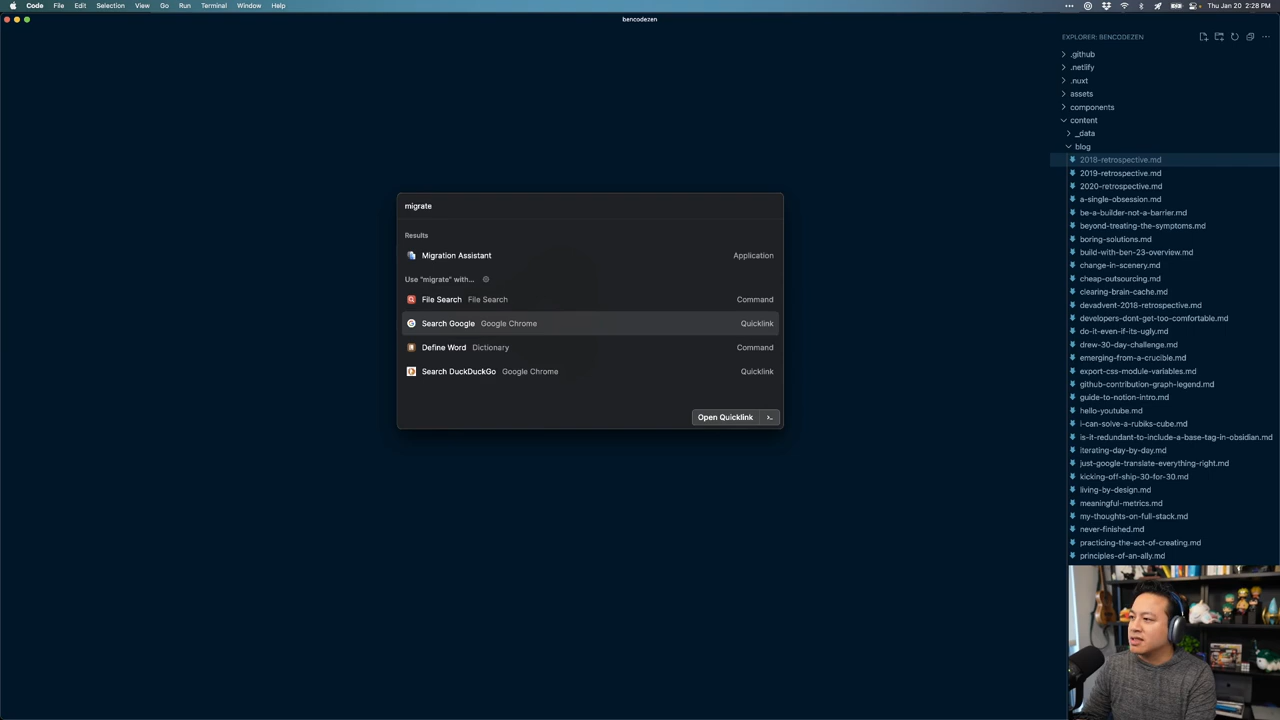 Code File Edit Selection View Go Run Terminal Window Help
Thu Jan 20 2:28 PM
bencodezen
EXPLORER: BENCODEZEN
.github
.netlify
.nuxt
assets
components
content
_data
blog
2018-retrospective.md
2019-retrospective.md
2020-retrospective.md
a-single-obsession.md
be-a-builder-not-a-barrier.md
beyond-treating-the-symptoms.md
boring-solutions.md
build-with-ben-23-overview.md
change-in-scenery.md
cheap-outsourcing.md
clearing-brain-cache.md
devadvent-2018-retrospective.md
developers-dont-get-too-comfortable.md
do-it-even-if-its-ugly.md
drew-30-day-challenge.md
emerging-from-a-crucible.md
export-css-module-variables.md
github-contribution-graph-legend.md
guide-to-notion-intro.md
hello-youtube.md
i-can-solve-a-rubiks-cube.md
is-it-redundant-to-include-a-base-tag-in-obsidian.md
iterating-day-by-day.md
just-google-translate-everything-right.md
kicking-off-ship-30-for-30.md
living-by-design.md
meaningful-metrics.md
my-thoughts-on-full-stack.md
never-finished.md
practicing-the-act-of-creating.md
principles-of-an-ally.md
migrate
Results
Migration Assistant Application
Use "migrate" with...
File Search File Search Command
Search Google Google Chrome Quicklink
Define Word Dictionary Command
Search DuckDuckGo Google Chrome Quicklink
Open Quicklink